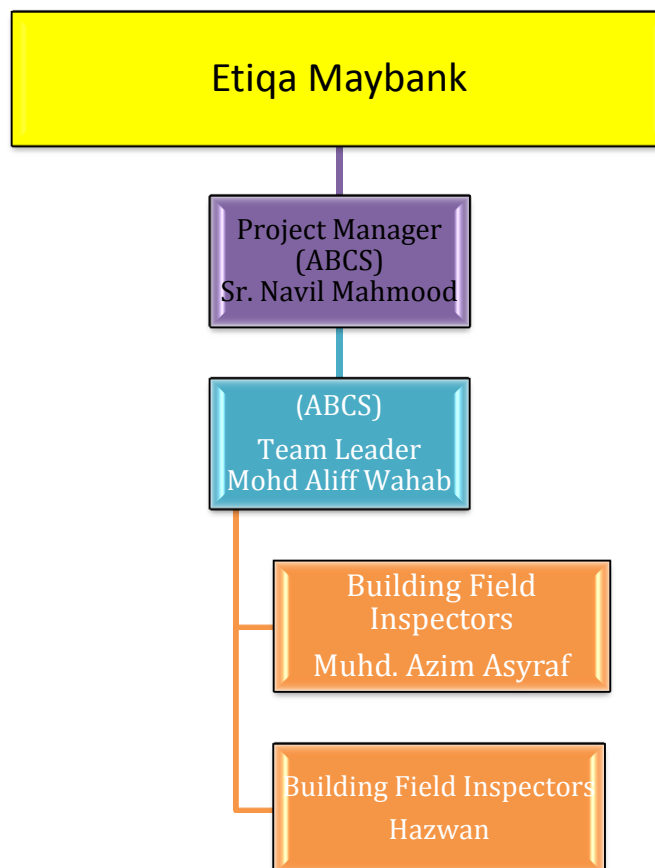 Etiqa Maybank
Project Manager
(ABCS)
Sr. Navil Mahmood
(ABCS)
Team Leader
Mohd Aliff Wahab
Building Field
Inspectors
Muhd. Azim Asyraf
Building Field Inspectors
Hazwan